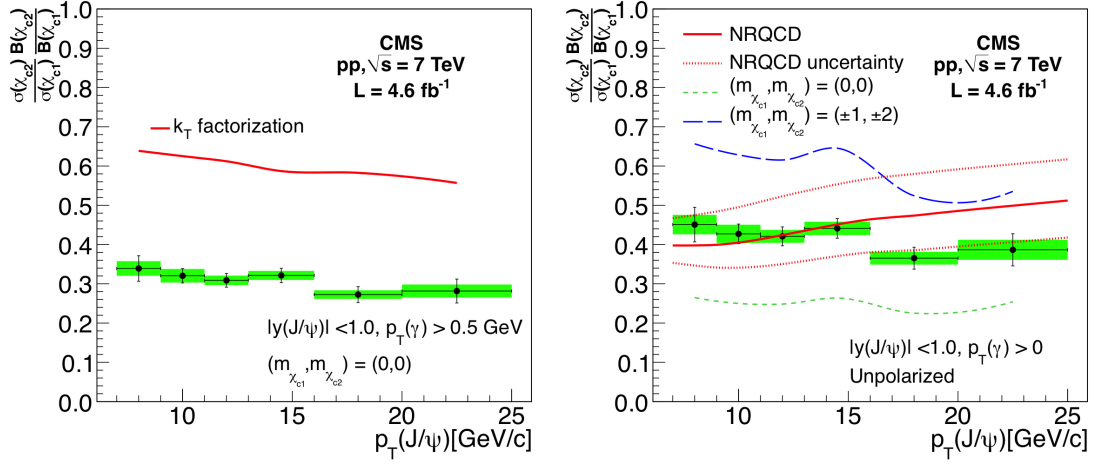 σ(χc2) B(χc2)
σ(χc1) B(χc1)
1.0
0.9
0.8
0.7
0.6
0.5
0.4
0.3
0.2
0.1
0.0
CMS
pp, √s = 7 TeV
L = 4.6 fb⁻¹
kT factorization
|y(J/ψ)| <1.0, pT(γ) > 0.5 GeV
(mχc1, mχc2) = (0,0)
10 15 20 25
pT(J/ψ)[GeV/c]
σ(χc2) B(χc2)
σ(χc1) B(χc1)
1.0
0.9
0.8
0.7
0.6
0.5
0.4
0.3
0.2
0.1
0.0
NRQCD
NRQCD uncertainty
(mχc1, mχc2) = (0,0)
(mχc1, mχc2) = (±1, ±2)
CMS
pp, √s = 7 TeV
L = 4.6 fb⁻¹
|y(J/ψ)| <1.0, pT(γ) > 0
Unpolarized
10 15 20 25
pT(J/ψ)[GeV/c]